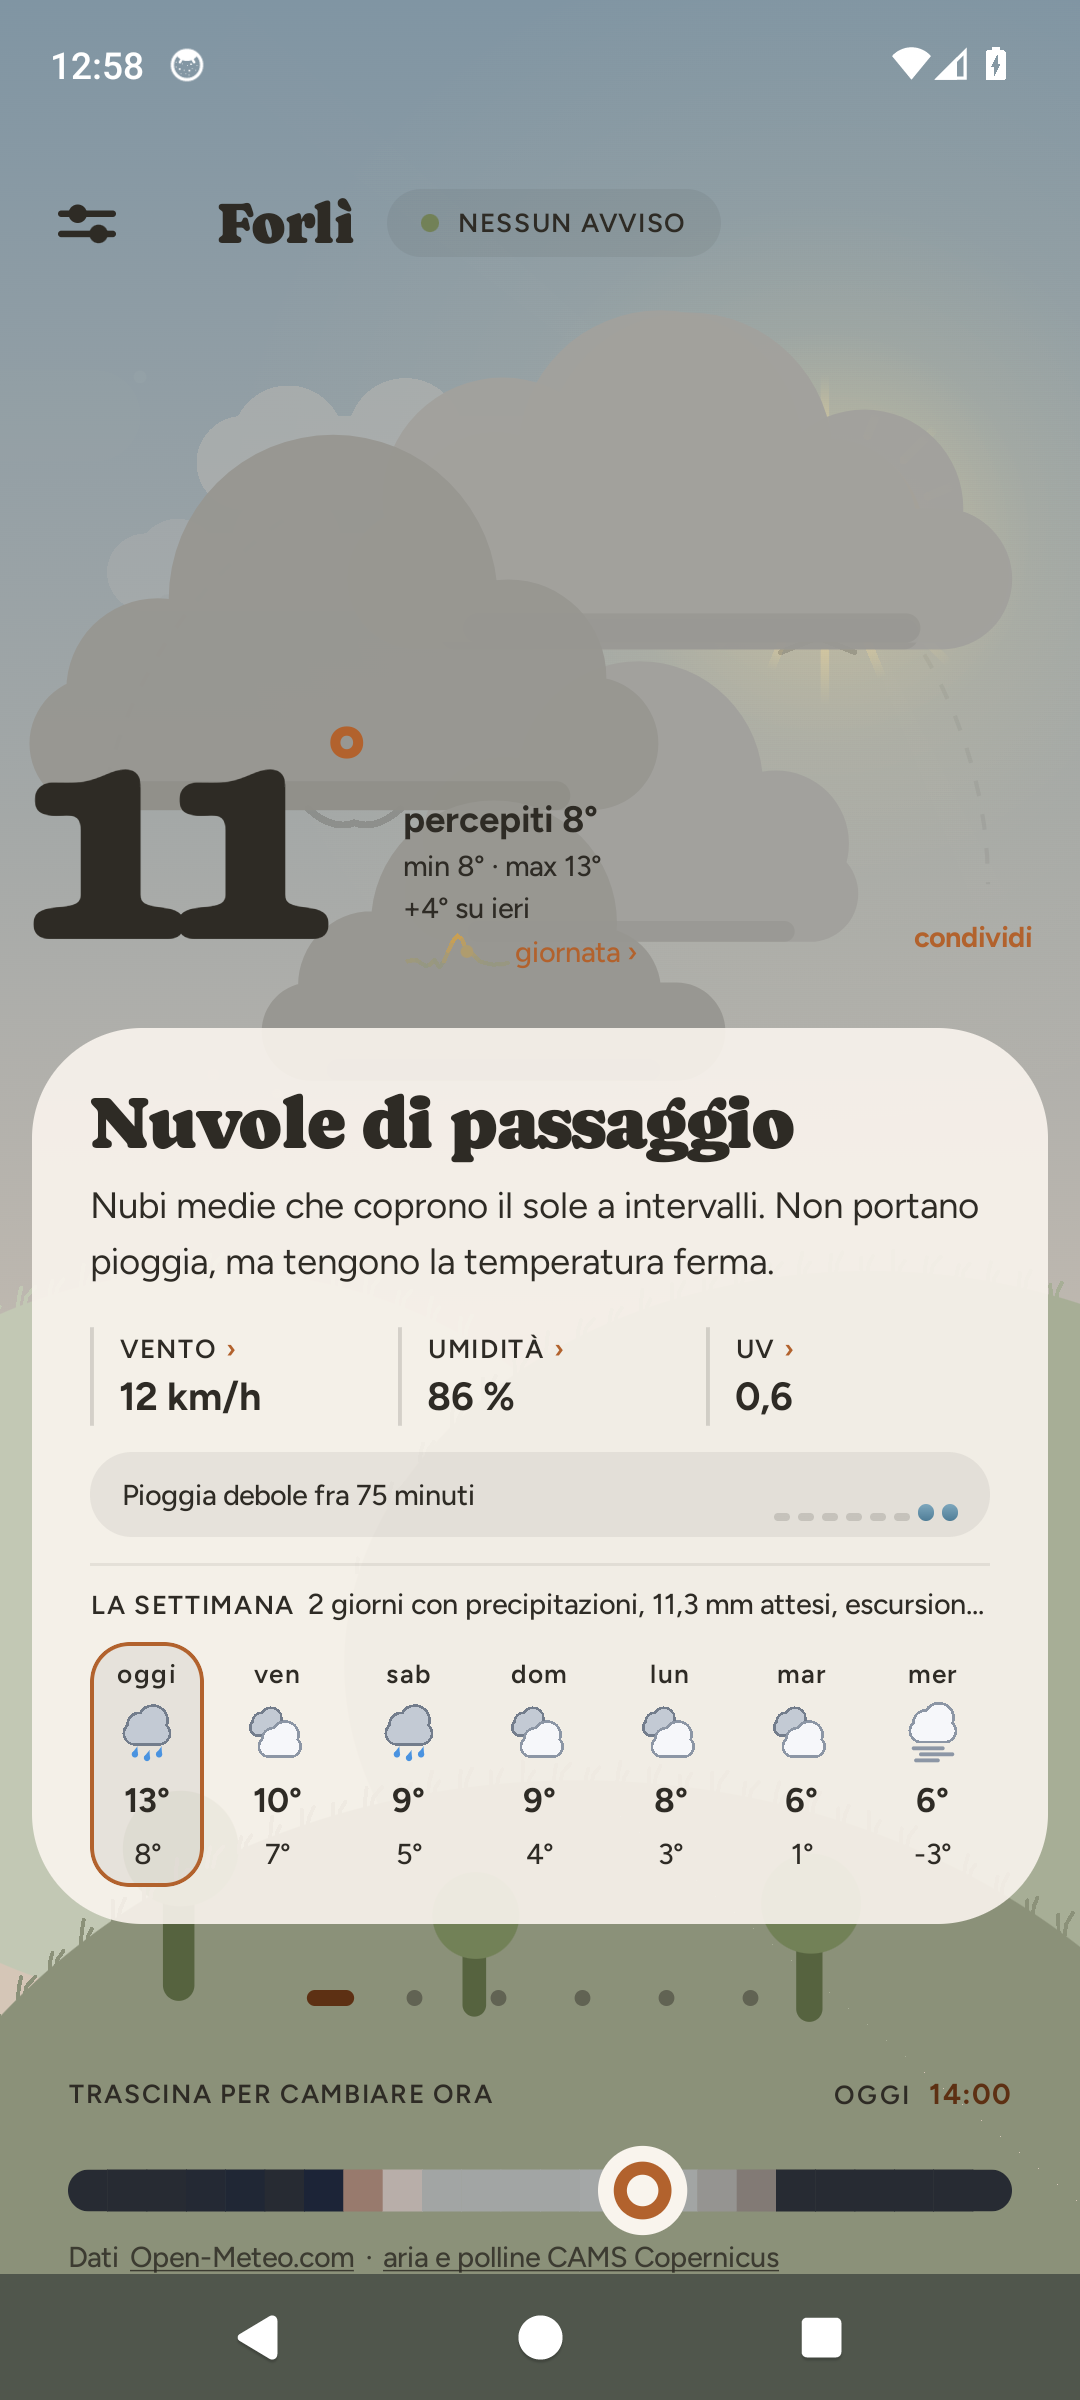 12:58
Forlì
NESSUN AVVISO
11°
percepiti 8°
min 8° · max 13°
+4° su ieri
giornata ›
condividi
Nuvole di passaggio
Nubi medie che coprono il sole a intervalli. Non portano
pioggia, ma tengono la temperatura ferma.
VENTO › UMIDITÀ › UV ›
12 km/h 86 % 0,6
Pioggia debole fra 75 minuti
LA SETTIMANA 2 giorni con precipitazioni, 11,3 mm attesi, escursion...
oggi ven sab dom lun mar mer
13° 10° 9° 9° 8° 6° 6°
8° 7° 5° 4° 3° 1° -3°
TRASCINA PER CAMBIARE ORA OGGI 14:00
Dati Open-Meteo.com · aria e polline CAMS Copernicus